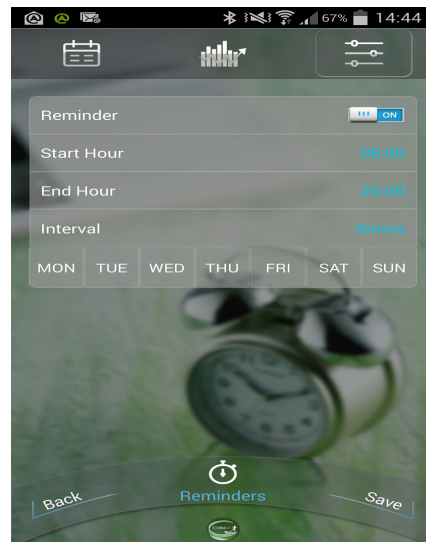 67% 14:44
Reminder ON
Start Hour 08:00
End Hour 20:00
Interval 0mins
MON TUE WED THU FRI SAT SUN
Back Reminders Save